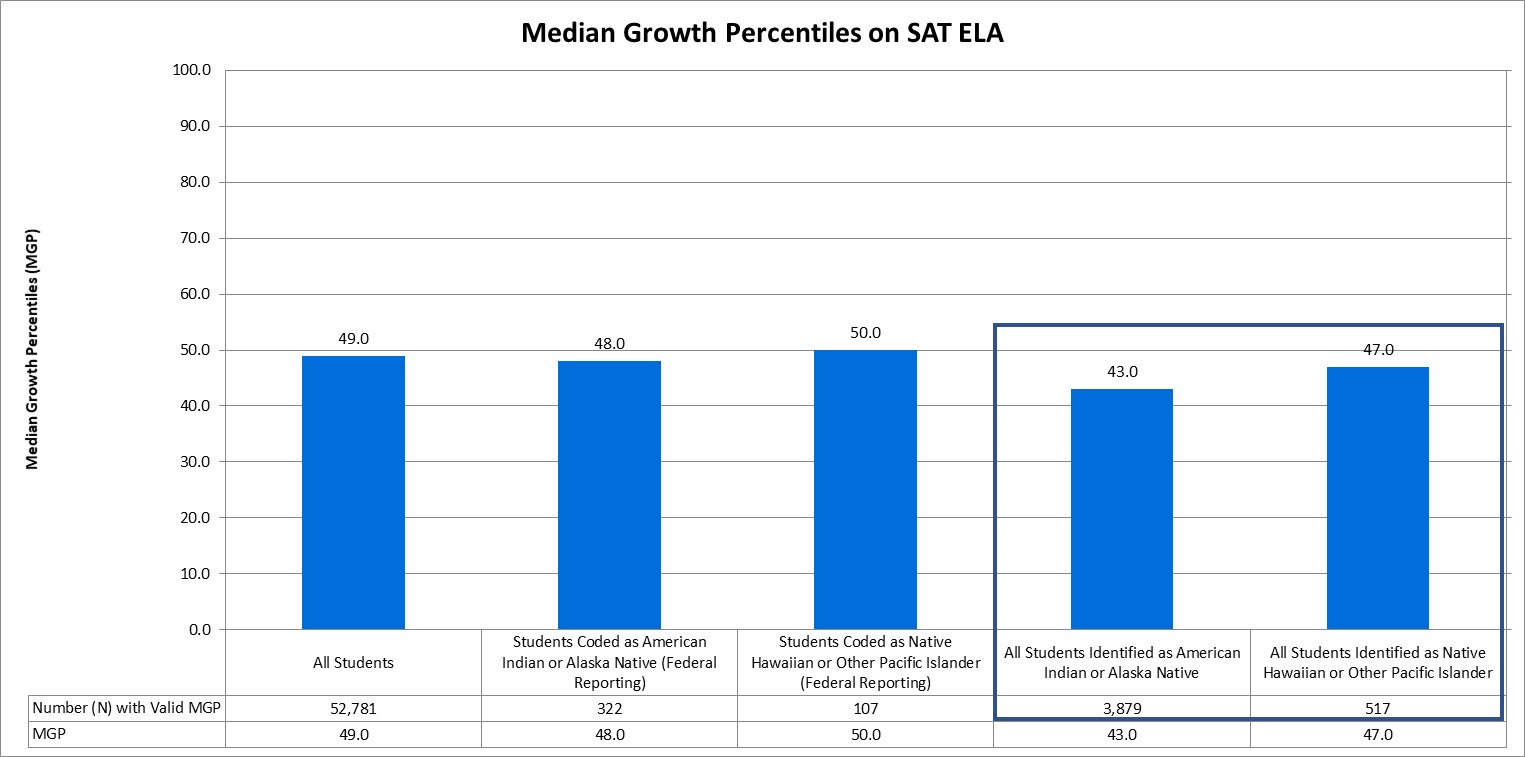 Median Growth Percentiles on SAT ELA
Median Growth Percentiles (MGP)
100.0
90.0
80.0
70.0
60.0
50.0
40.0
30.0
20.0
10.0
0.0
49.0
48.0
50.0
43.0
47.0
All Students
Students Coded as American
Indian or Alaska Native (Federal
Reporting)
Students Coded as Native
Hawaiian or Other Pacific Islander
(Federal Reporting)
All Students Identified as American
Indian or Alaska Native
All Students Identified as Native
Hawaiian or Other Pacific Islander
Number (N) with Valid MGP 52,781 322 107 3,879 517
MGP 49.0 48.0 50.0 43.0 47.0